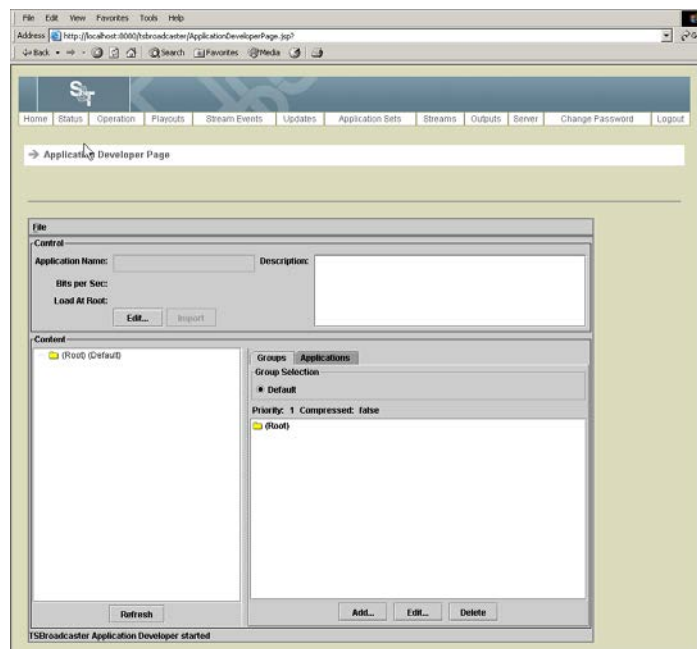 File Edit View Favorites Tools Help
Address http://localhost:8000/tsbroadcaster/ApplicationDeveloperPage.jsp?
Back Search Favorites Media
S&T
Home Status Operation Playouts Stream Events Updates Application Sets Streams Outputs Server Change Password Logout
Application Developer Page
File
Control
Application Name: Description:
Bits per Sec:
Load At Root:
Edit... Import
Content
(Root) (Default)
Groups Applications
Group Selection
Default
Priority: 1 Compressed: false
(Root)
Refresh
Add... Edit... Delete
TSBroadcaster Application Developer started